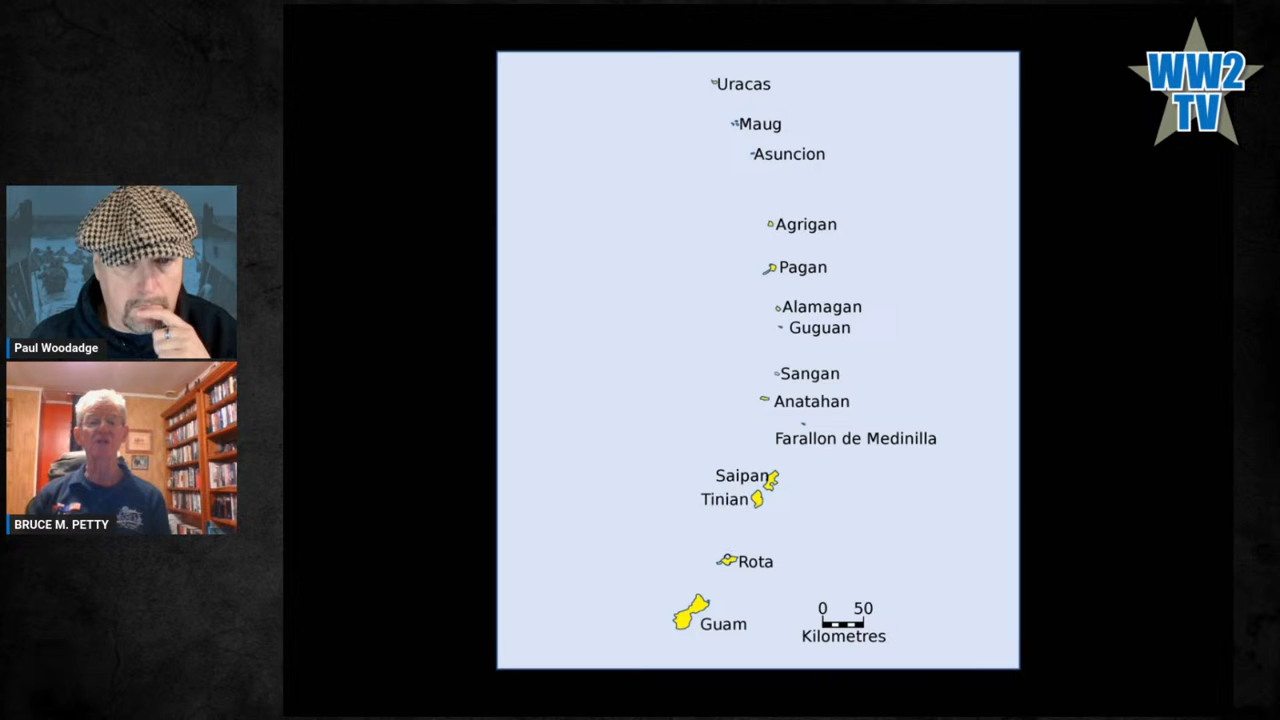 WW2
TV
Uracas
Maug
Asuncion
Agrigan
Pagan
Alamagan
Guguan
Sangan
Anatahan
Farallon de Medinilla
Saipan
Tinian
Rota
Guam
0 50
Kilometres
Paul Woodadge
BRUCE M. PETTY